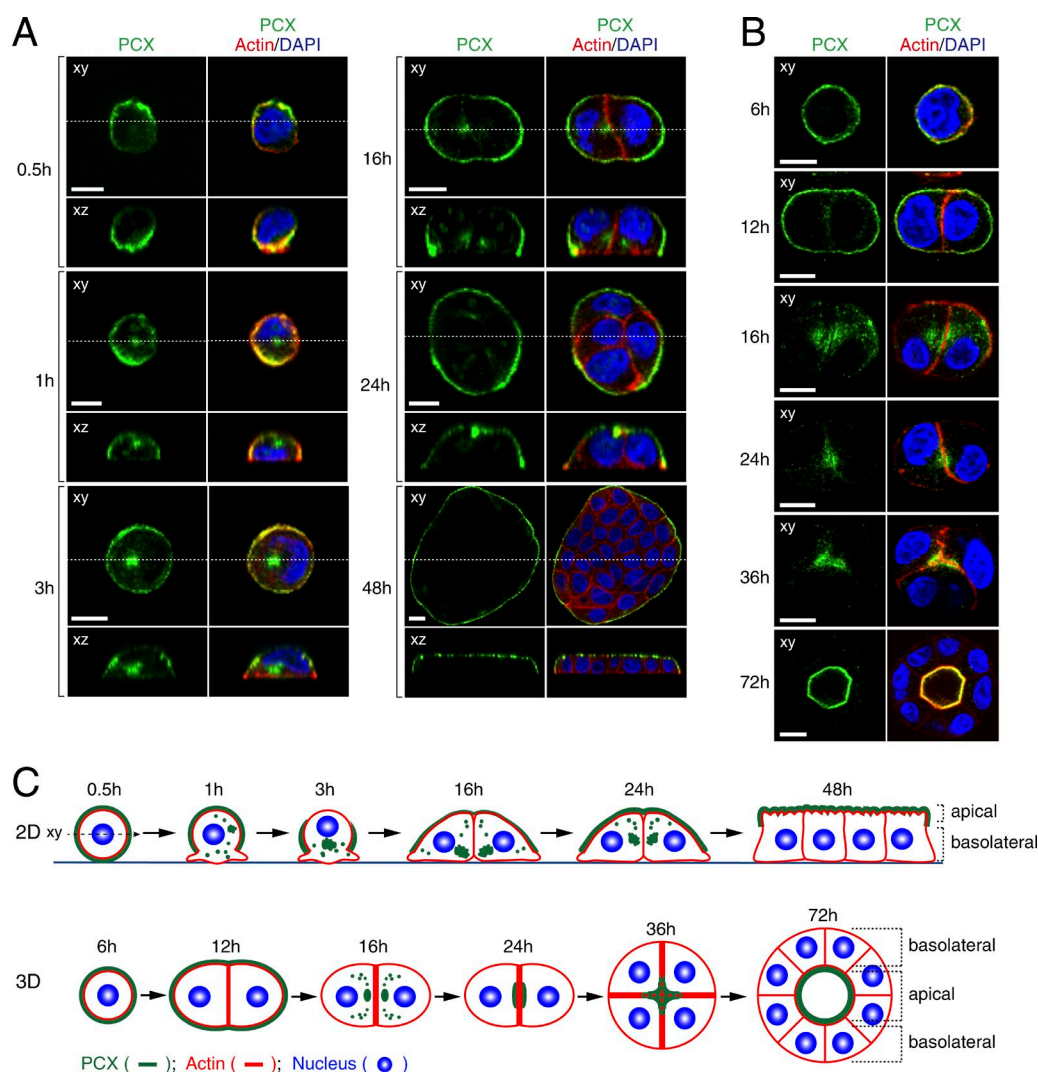 A
PCX
PCX
Actin/DAPI
PCX
PCX
Actin/DAPI
0.5h
xy
xz
1h
xy
xz
3h
xy
xz
16h
xy
xz
24h
xy
xz
48h
xy
xz
B
PCX
PCX
Actin/DAPI
6h
xy
12h
xy
16h
xy
24h
xy
36h
xy
72h
xy
C
0.5h 1h 3h 16h 24h 48h
2D xy
apical
basolateral
6h 12h 16h 24h 36h 72h
3D
basolateral
apical
basolateral
PCX ( ); Actin ( ); Nucleus ( )